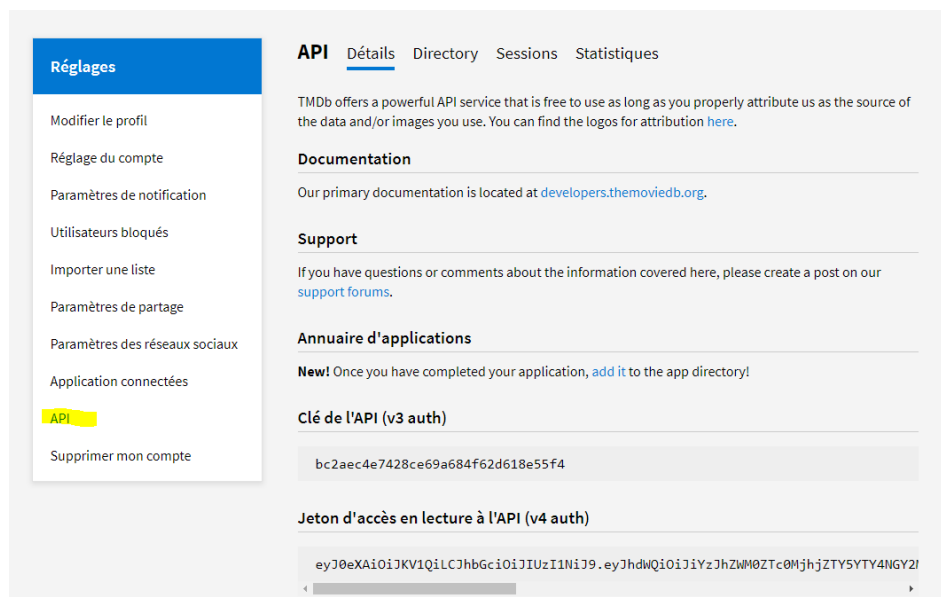 Réglages
Modifier le profil
Réglage du compte
Paramètres de notification
Utilisateurs bloqués
Importer une liste
Paramètres de partage
Paramètres des réseaux sociaux
Application connectées
API
Supprimer mon compte
API Détails Directory Sessions Statistiques
TMDb offers a powerful API service that is free to use as long as you properly attribute us as the source of
the data and/or images you use. You can find the logos for attribution here.
Documentation
Our primary documentation is located at developers.themoviedb.org.
Support
If you have questions or comments about the information covered here, please create a post on our
support forums.
Annuaire d'applications
New! Once you have completed your application, add it to the app directory!
Clé de l'API (v3 auth)
bc2aec4e7428ce69a684f62d618e55f4
Jeton d'accès en lecture à l'API (v4 auth)
eyJ0eXAiOiJKV1QiLCJhbGciOiJIUzI1NiJ9.eyJhdWQiOiJiYzJhZWM0ZTc0MjhjZTY5YTY4NGY2M